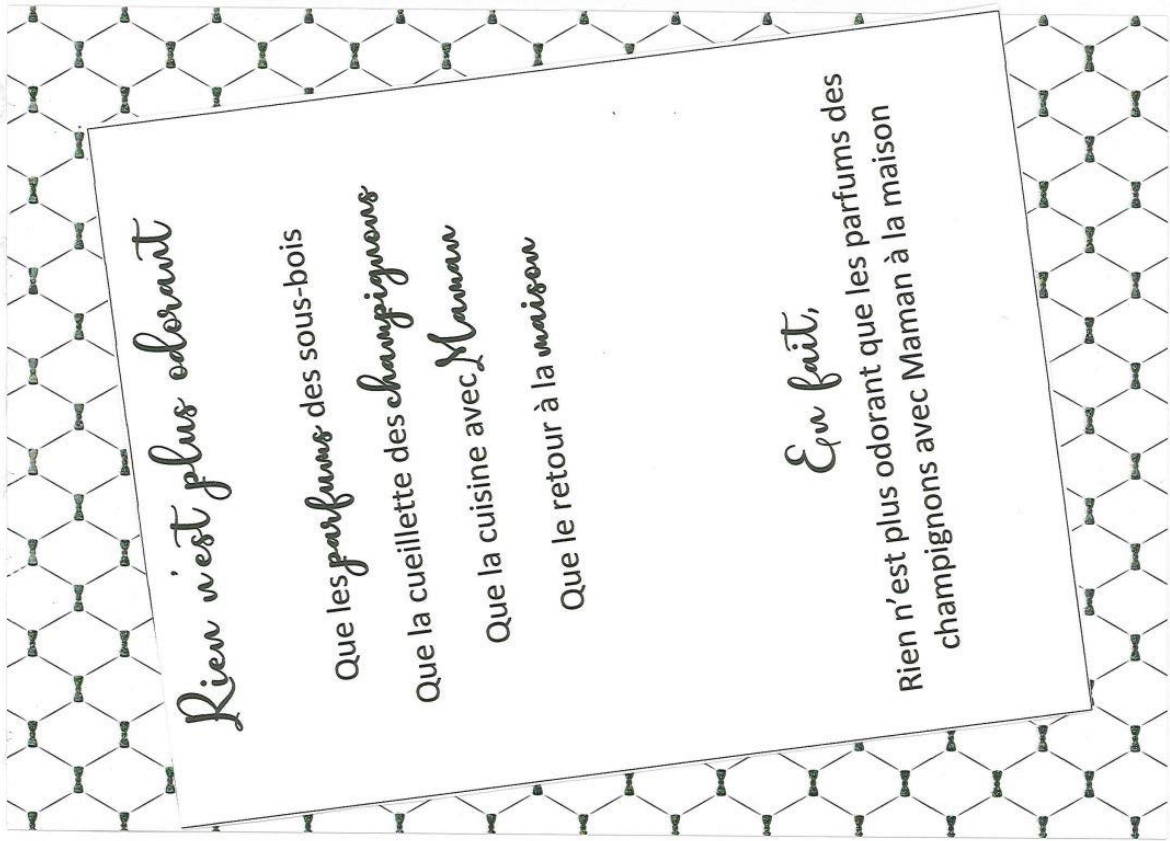 Rien n'est plus odorant
Que les parfums des sous-bois
Que la cueillette des champignons
Que la cuisine avec Maman
Que le retour à la maison
En fait,
Rien n’est plus odorant que les parfums des
champignons avec Maman à la maison